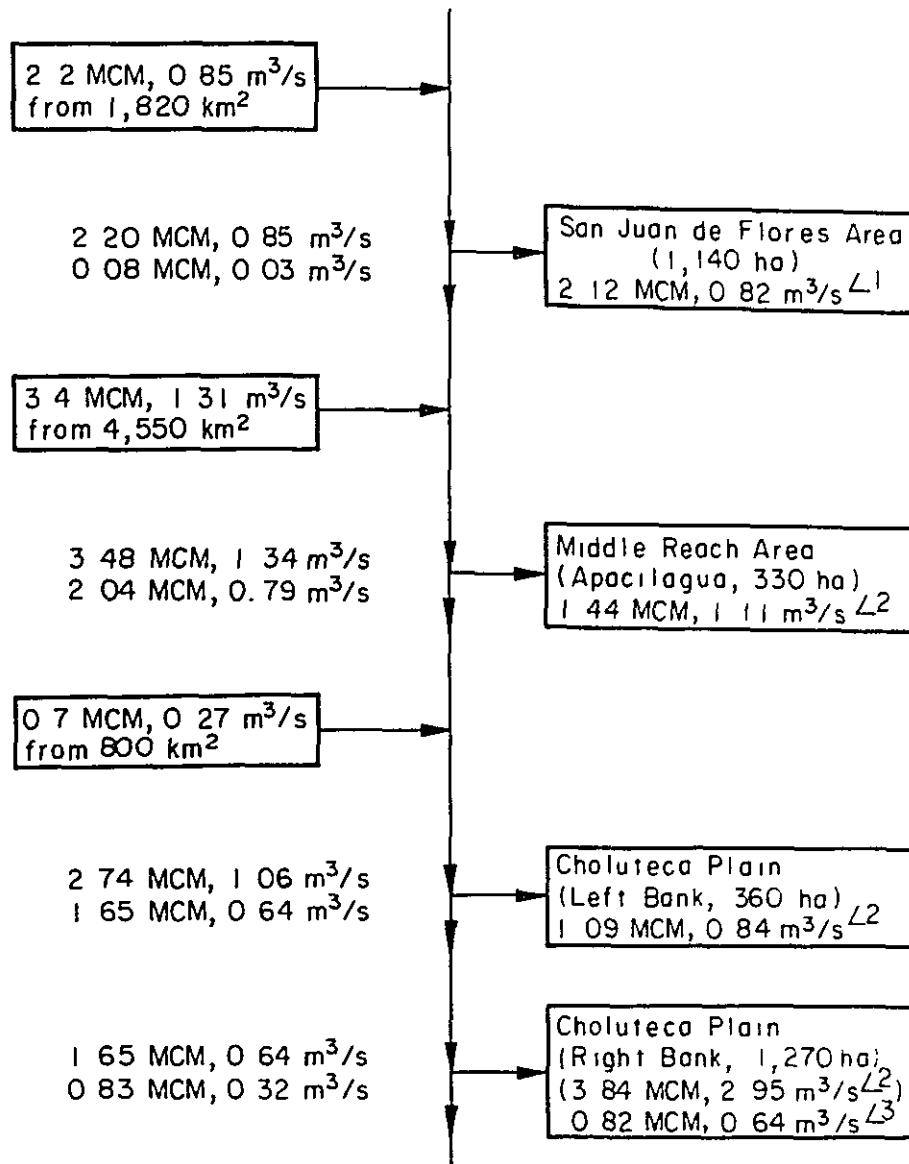 2 2 MCM, 0 85 m³/s
from 1,820 km²
2 20 MCM, 0 85 m³/s
0 08 MCM, 0 03 m³/s
San Juan de Flores Area
(1,140 ha)
2 12 MCM, 0 82 m³/s ∠1
3 4 MCM, 1 31 m³/s
from 4,550 km²
3 48 MCM, 1 34 m³/s
2 04 MCM, 0.79 m³/s
Middle Reach Area
(Apacilagua, 330 ha)
1 44 MCM, 1 11 m³/s ∠2
0 7 MCM, 0 27 m³/s
from 800 km²
2 74 MCM, 1 06 m³/s
1 65 MCM, 0 64 m³/s
Choluteca Plain
(Left Bank, 360 ha)
1 09 MCM, 0 84 m³/s ∠2
1 65 MCM, 0 64 m³/s
0 83 MCM, 0 32 m³/s
Choluteca Plain
(Right Bank, 1,270 ha)
(3 84 MCM, 2 95 m³/s ∠2)
0 82 MCM, 0 64 m³/s ∠3